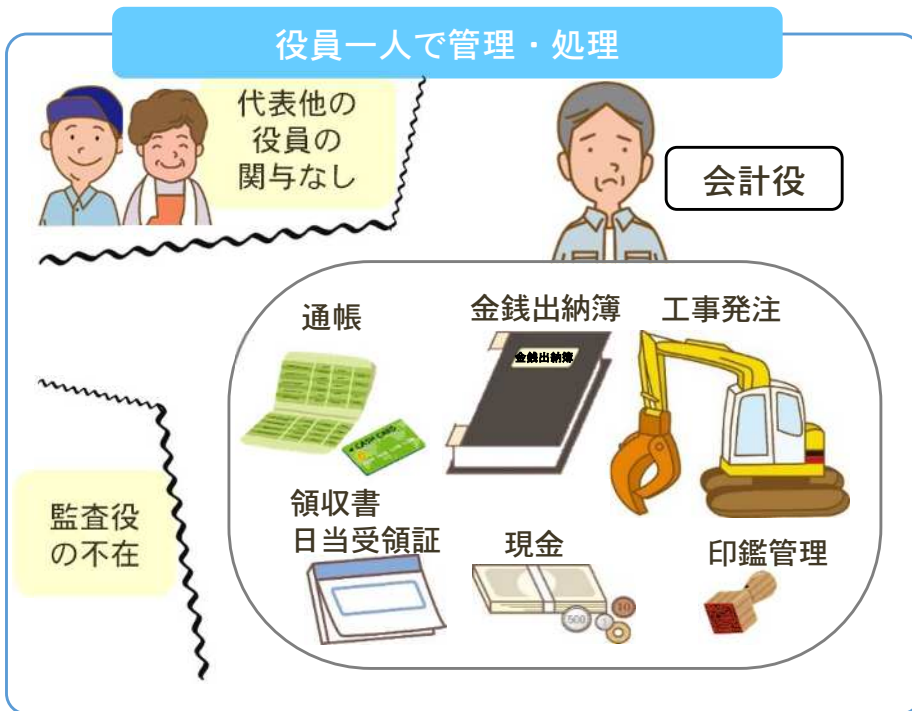 役員一人で管理・処理
代表他の
役員の
関与なし
会計役
通帳
金銭出納簿
工事発注
金銭出納簿
CASH CARD
領収書
日当受領証
現金
印鑑管理
500
1
10
監査役
の不在